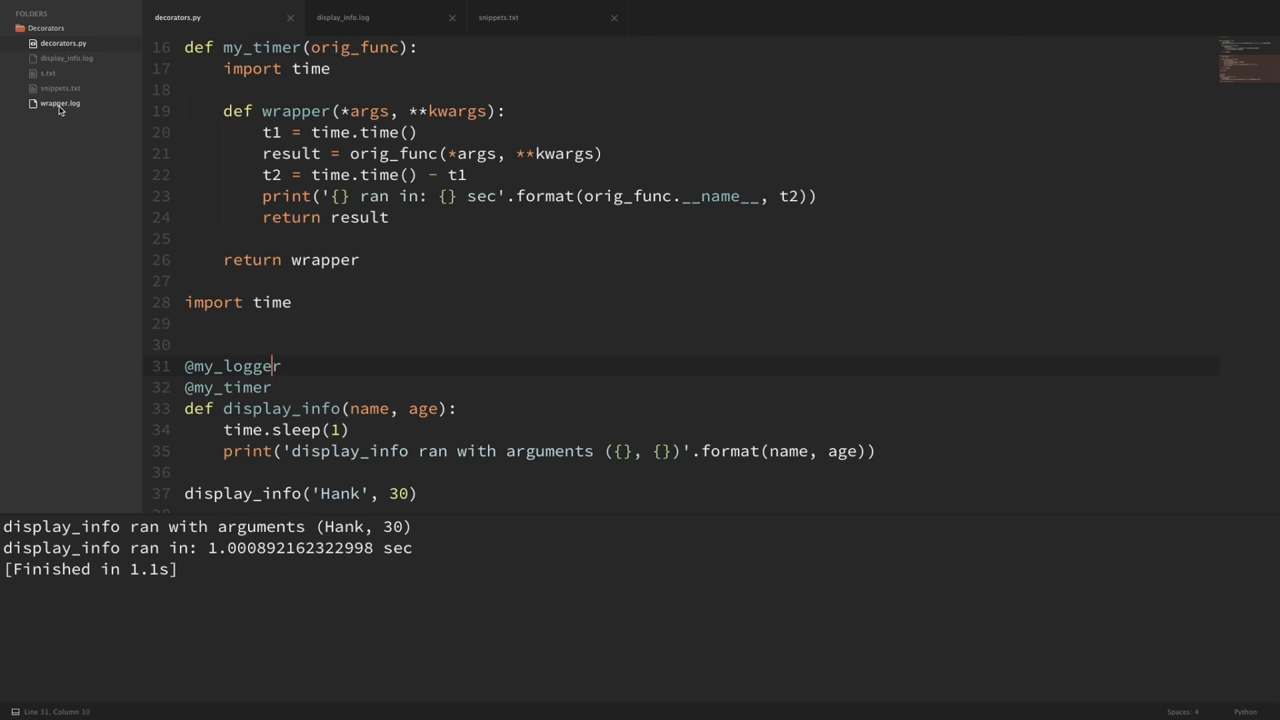 FOLDERS
Decorators
decorators.py
display_info.log
s.txt
snippets.txt
wrapper.log
decorators.py
display_info.log
snippets.txt
16 def my_timer(orig_func):
17     import time
18
19     def wrapper(*args, **kwargs):
20         t1 = time.time()
21         result = orig_func(*args, **kwargs)
22         t2 = time.time() - t1
23         print('{} ran in: {} sec'.format(orig_func.__name__, t2))
24         return result
25
26     return wrapper
27
28 import time
29
30
31 @my_logger
32 @my_timer
33 def display_info(name, age):
34     time.sleep(1)
35     print('display_info ran with arguments ({}, {})'.format(name, age))
36
37 display_info('Hank', 30)
display_info ran with arguments (Hank, 30)
display_info ran in: 1.000892162322998 sec
[Finished in 1.1s]
Line 31, Column 10
Spaces: 4
Python